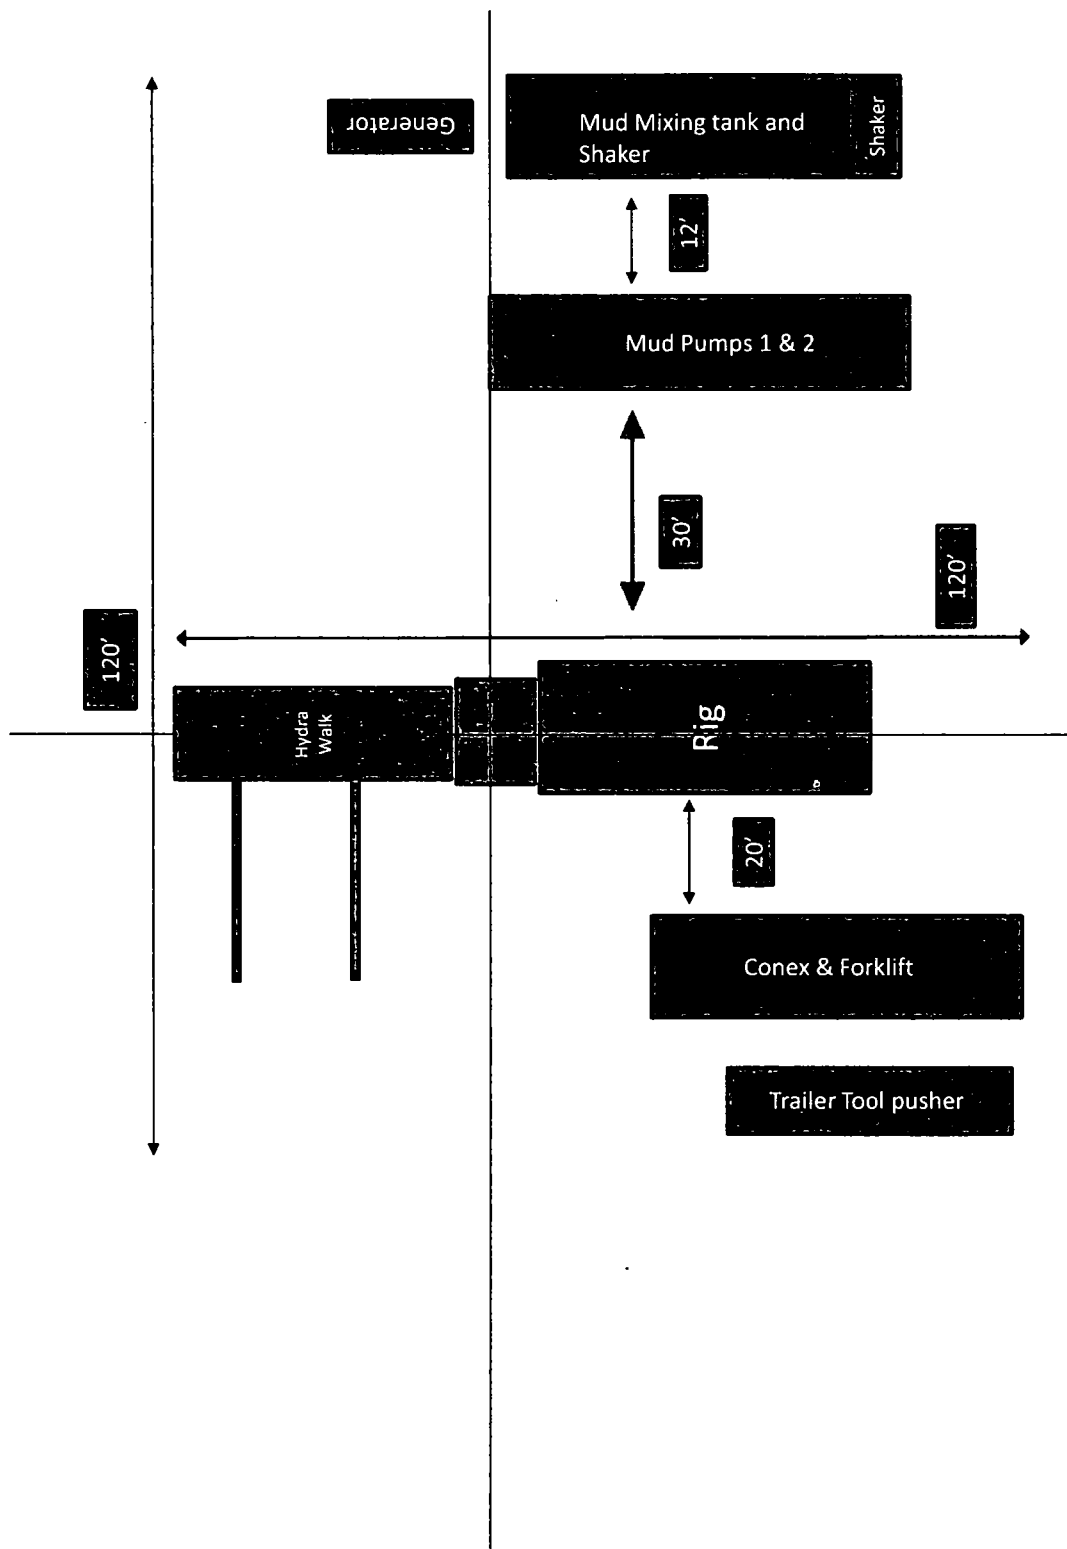 Generator
Mud Mixing tank and
Shaker
Shaker
12'
Mud Pumps 1 & 2
30'
120'
120'
Hydra
Walk
Rig
20'
Conex & Forklift
Trailer Tool pusher